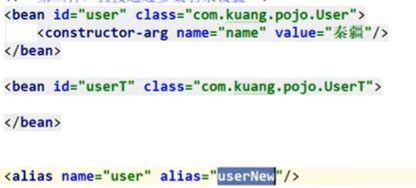 <bean id="user" class="com.kuang.pojo.User">
<constructor-arg name="name" value="秦疆"/>
</bean>
<bean id="userT" class="com.kuang.pojo.UserT">
</bean>
<alias name="user" alias="userNew"/>